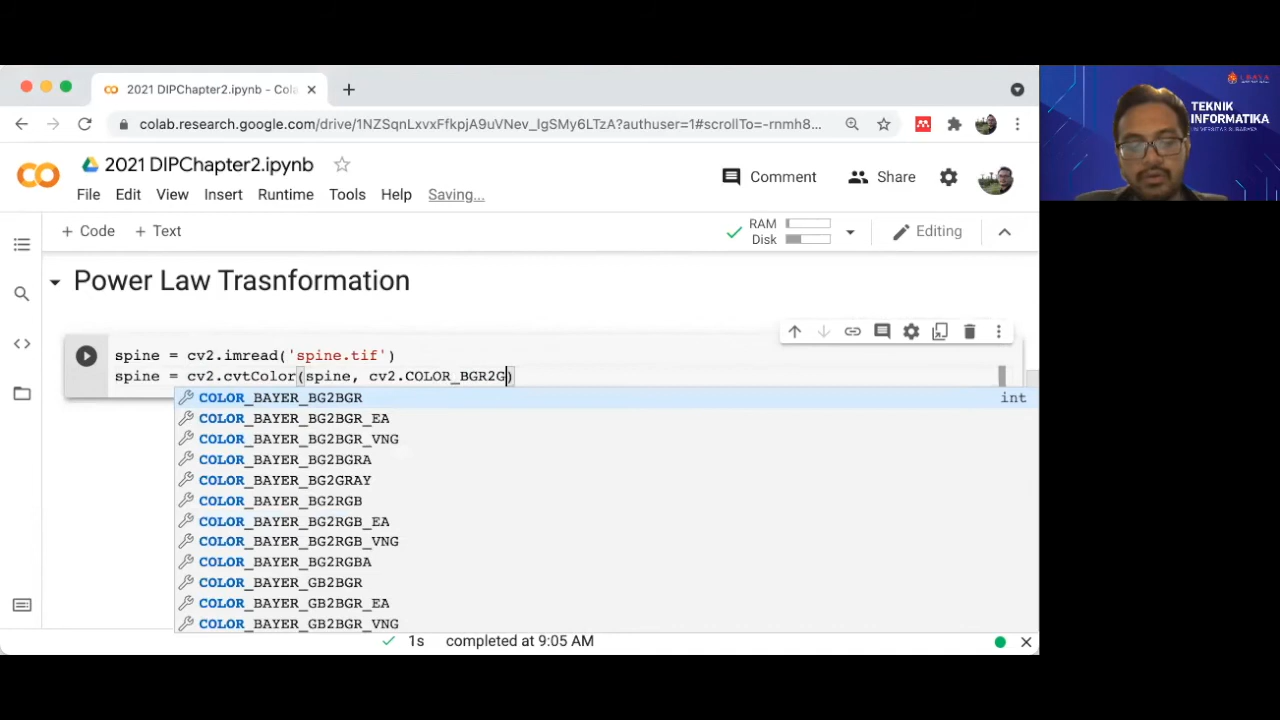 2021 DIPChapter2.ipynb - Cola
colab.research.google.com/drive/1NZSqnLxvxFfkpjA9uVNev_lgSMy6LTzA?authuser=1#scrollTo=-rnmh8...
TEKNIK
INFORMATIKA
UNIVERSITAS SURABAYA
2021 DIPChapter2.ipynb
Comment
Share
File Edit View Insert Runtime Tools Help Saving...
+ Code + Text
RAM
Disk
Editing
Power Law Trasnformation
spine = cv2.imread('spine.tif')
spine = cv2.cvtColor(spine, cv2.COLOR_BGR2G)
COLOR_BAYER_BG2BGR int
COLOR_BAYER_BG2BGR_EA
COLOR_BAYER_BG2BGR_VNG
COLOR_BAYER_BG2BGRA
COLOR_BAYER_BG2GRAY
COLOR_BAYER_BG2RGB
COLOR_BAYER_BG2RGB_EA
COLOR_BAYER_BG2RGB_VNG
COLOR_BAYER_BG2RGBA
COLOR_BAYER_GB2BGR
COLOR_BAYER_GB2BGR_EA
COLOR_BAYER_GB2BGR_VNG
1s completed at 9:05 AM